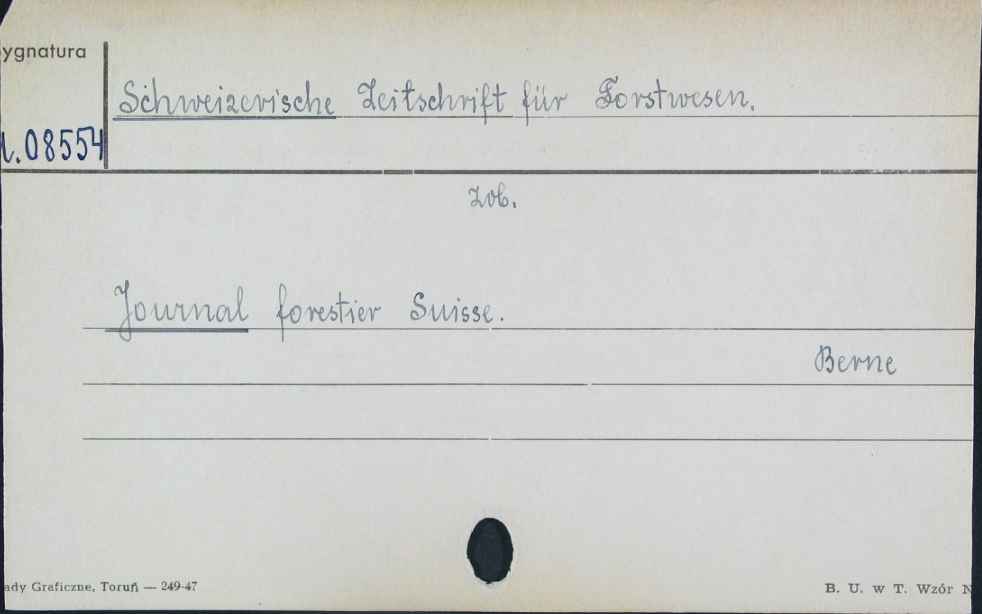 ygnatura
Schweizerische Zeitschrift für Forstwesen.
08554
Zob.
Journal forestier Suisse.
Berne
ady Graficzne, Toruń — 249-47
B. U. w T. Wzór N